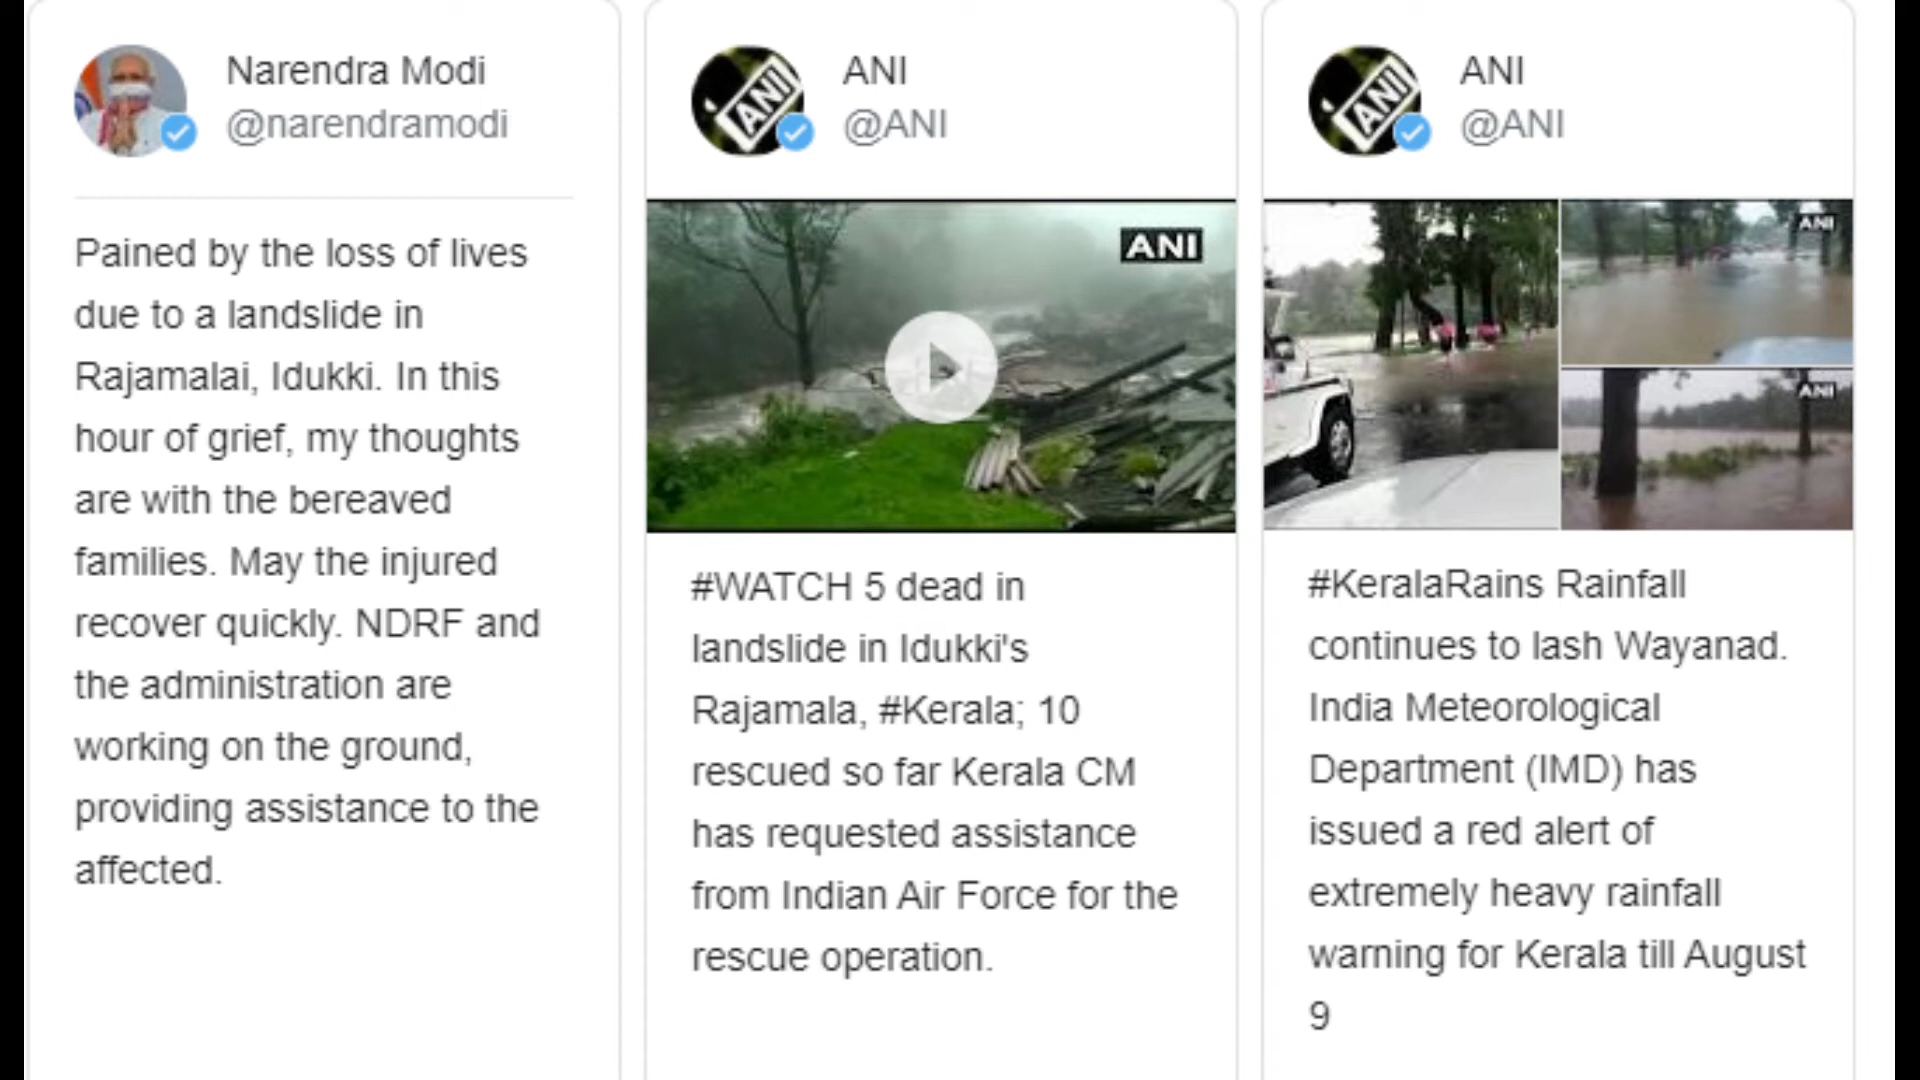 Narendra Modi
@narendramodi
Pained by the loss of lives
due to a landslide in
Rajamalai, Idukki. In this
hour of grief, my thoughts
are with the bereaved
families. May the injured
recover quickly. NDRF and
the administration are
working on the ground,
providing assistance to the
affected.
ANI
ANI
@ANI
ANI
#WATCH 5 dead in
landslide in Idukki's
Rajamala, #Kerala; 10
rescued so far Kerala CM
has requested assistance
from Indian Air Force for the
rescue operation.
ANI
ANI
@ANI
ANI
ANI
#KeralaRains Rainfall
continues to lash Wayanad.
India Meteorological
Department (IMD) has
issued a red alert of
extremely heavy rainfall
warning for Kerala till August
9